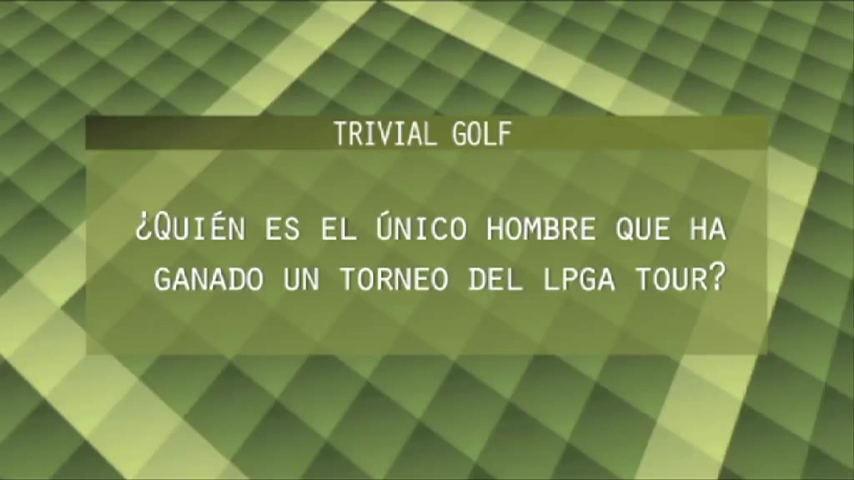 TRIVIAL GOLF
¿QUIÉN ES EL ÚNICO HOMBRE QUE HA
GANADO UN TORNEO DEL LPGA TOUR?